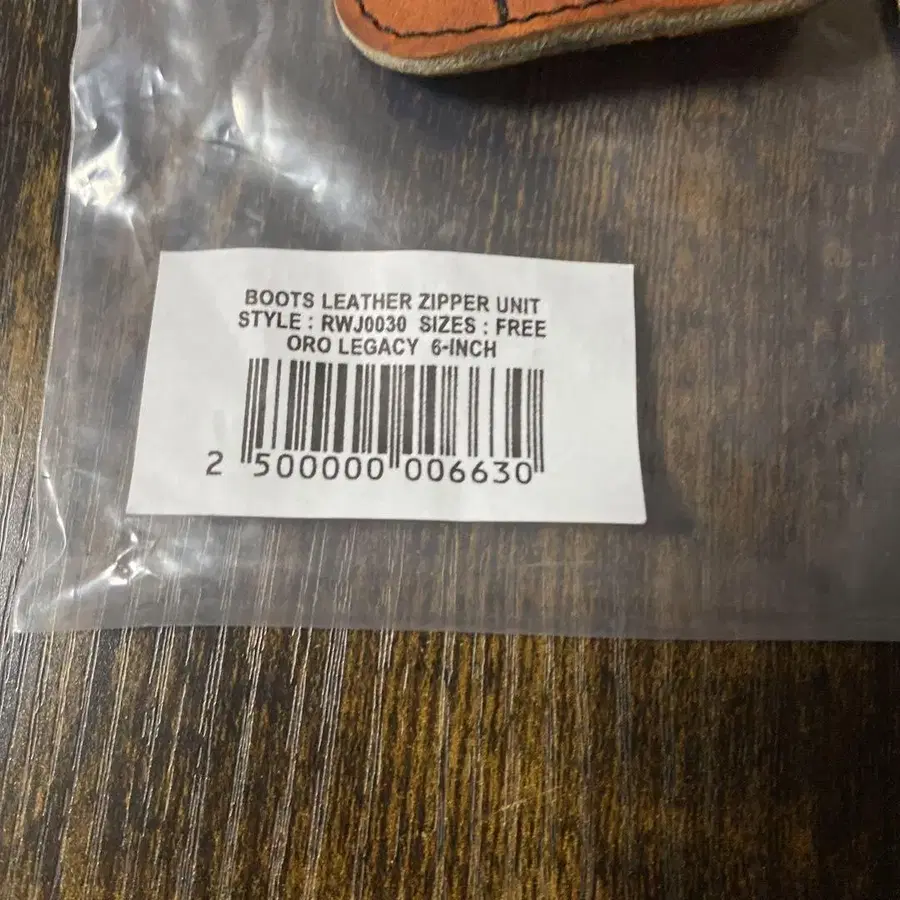 BOOTS LEATHER ZIPPER UNIT
STYLE : RWJ0030 SIZES : FREE
ORO LEGACY 6-INCH
2 500000 006630